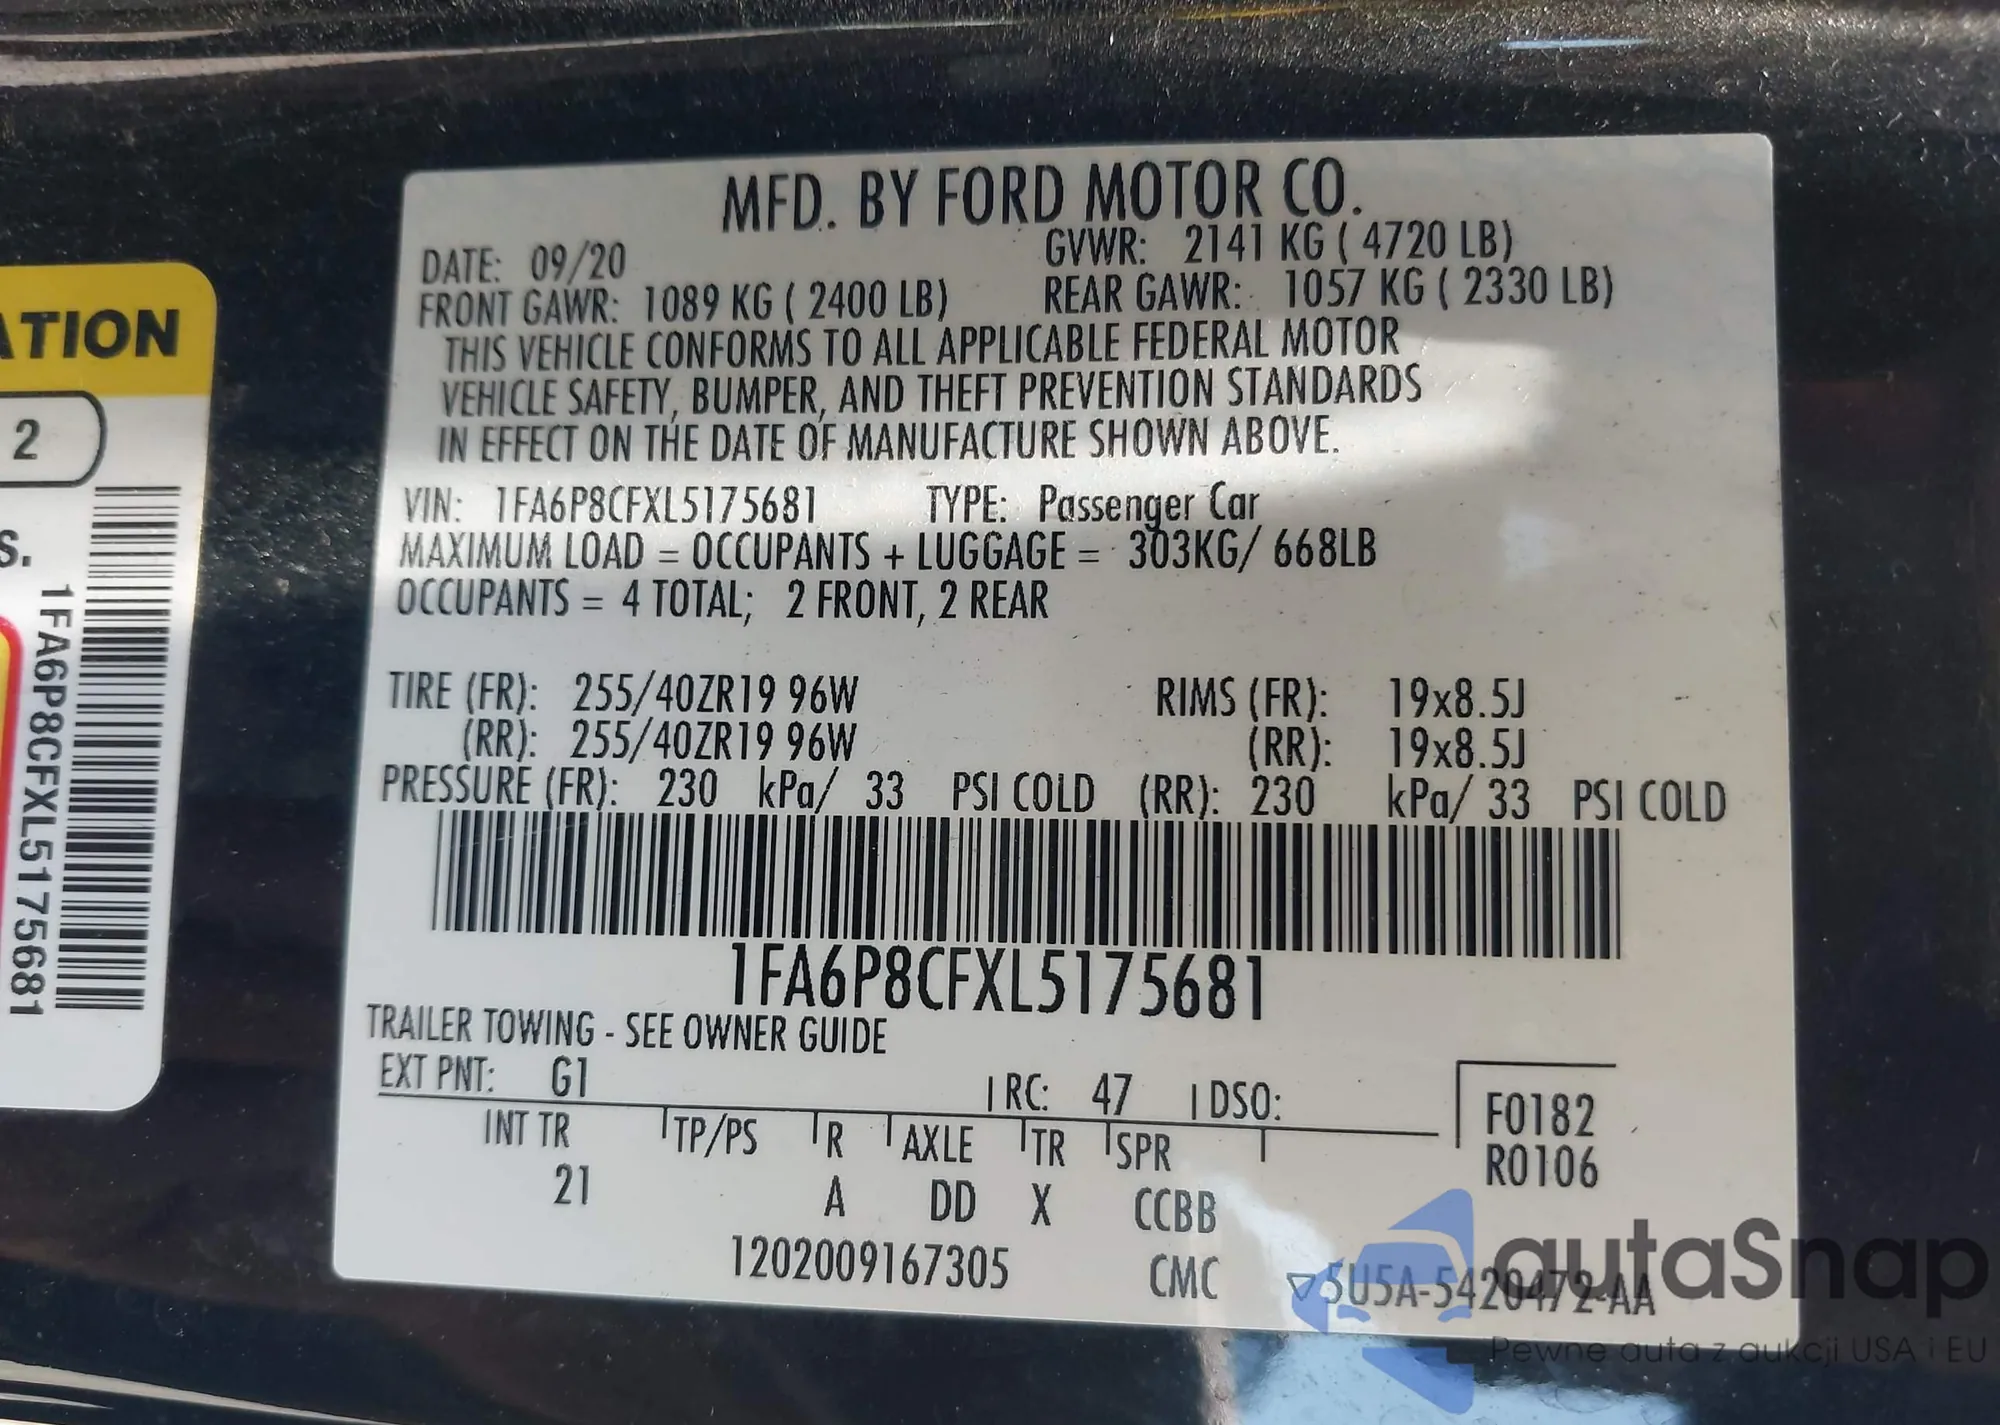 ATION
2
S.
1FA6P8CFXL5175681
MFD. BY FORD MOTOR CO.
DATE: 09/20 GVWR: 2141 KG ( 4720 LB)
FRONT GAWR: 1089 KG ( 2400 LB) REAR GAWR: 1057 KG ( 2330 LB)
THIS VEHICLE CONFORMS TO ALL APPLICABLE FEDERAL MOTOR
VEHICLE SAFETY, BUMPER, AND THEFT PREVENTION STANDARDS
IN EFFECT ON THE DATE OF MANUFACTURE SHOWN ABOVE.
VIN: 1FA6P8CFXL5175681 TYPE: Passenger Car
MAXIMUM LOAD = OCCUPANTS + LUGGAGE = 303KG/ 668LB
OCCUPANTS = 4 TOTAL; 2 FRONT, 2 REAR
TIRE (FR): 255/40ZR19 96W RIMS (FR): 19x8.5J
(RR): 255/40ZR19 96W (RR): 19x8.5J
PRESSURE (FR): 230 kPa/ 33 PSI COLD (RR): 230 kPa/ 33 PSI COLD
1FA6P8CFXL5175681
TRAILER TOWING - SEE OWNER GUIDE
EXT PNT: G1 RC: 47 DSO:
F0182
R0106
INT TR TP/PS R AXLE TR SPR
21 A DD X CCBB
1202009167305 CMC ▽5U5A-5420472-AA
autaSnap
Pewne auta z aukcji USA i EU